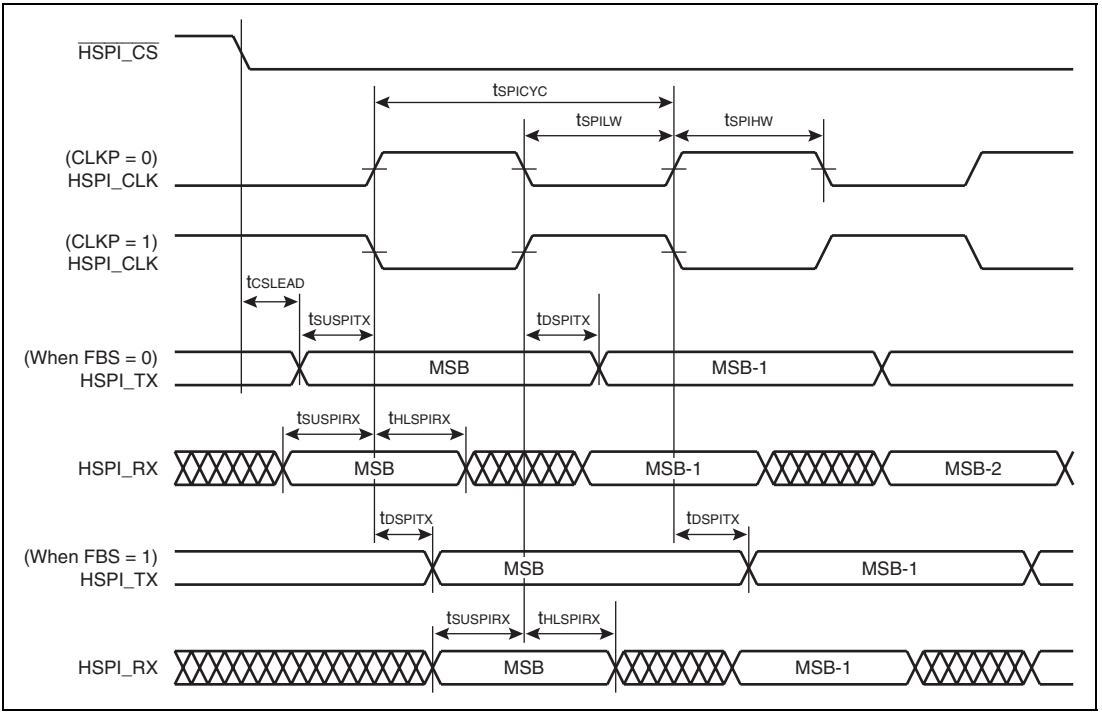 HSPI_CS
tSPICYC
tSPILW
tSPIHW
(CLKP = 0)
HSPI_CLK
(CLKP = 1)
HSPI_CLK
tCSLEAD
tSUSPITX
tDSPITX
(When FBS = 0)
HSPI_TX
MSB
MSB-1
tSUSPIRX
tHLSPIRX
HSPI_RX
MSB
MSB-1
MSB-2
tDSPITX
tDSPITX
(When FBS = 1)
HSPI_TX
MSB
MSB-1
tSUSPIRX
tHLSPIRX
HSPI_RX
MSB
MSB-1